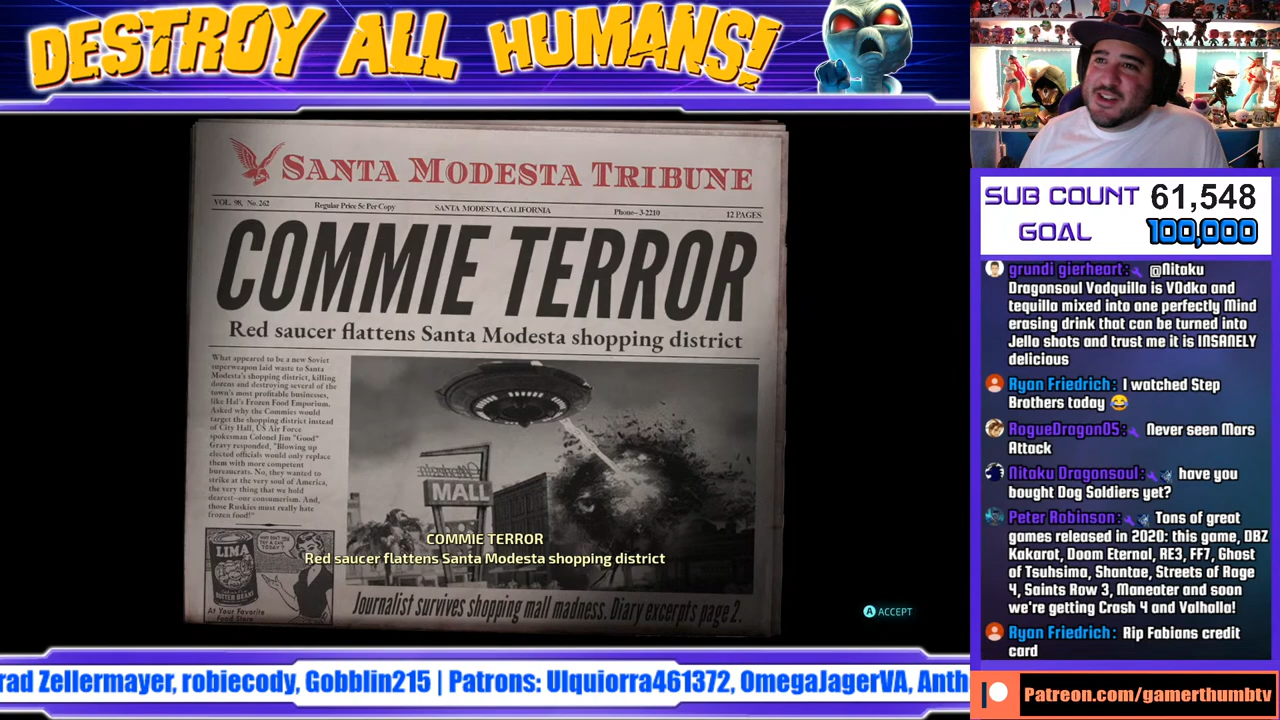 DESTROY ALL HUMANS!
SANTA MODESTA TRIBUNE
VOL. 98, No. 262
Regular Price 5c Per Copy
SANTA MODESTA, CALIFORNIA
Phone- 3-2210
12 PAGES
COMMIE TERROR
Red saucer flattens Santa Modesta shopping district
What appeared to be a new Soviet
superweapon laid waste to Santa
Modesta's shopping district, killing
dozens and destroying several of the
town's most profitable businesses,
like Hal's Frozen Food Emporium.
Asked why the Commies would
target the shopping district instead
of City Hall, US Air Force
spokesman Colonel Jim "Good"
Gravy responded, "Blowing up
elected officials would only replace
them with more competent
bureaucrats. No, they wanted to
strike at the very soul of America,
the very thing that we hold
dearest--our consumerism. And,
those Ruskies must really hate
frozen food!"
LIMA
BUTTER BEANS
At Your Favorite
Food Store
MALL
COMMIE TERROR
Red saucer flattens Santa Modesta shopping district
Journalist survives shopping mall madness. Diary excerpts page 2.
A ACCEPT
rad Zellermayer, robiecody, Gobblin215 | Patrons: Ulquiorra461372, OmegaJagerVA, Anth
SUB COUNT 61,548
GOAL 100,000
grundi gierheart: @Nitaku
Dragonsoul Vodquilla is VOdka and
tequilla mixed into one perfectly Mind
erasing drink that can be turned into
Jello shots and trust me it is INSANELY
delicious
Ryan Friedrich: I watched Step
Brothers today 😂
RogueDragon05: Never seen Mars
Attack
Nitaku Dragonsoul: have you
bought Dog Soldiers yet?
Peter Robinson: Tons of great
games released in 2020: this game, DBZ
Kakarot, Doom Eternal, RE3, FF7, Ghost
of Tsuhsima, Shantae, Streets of Rage
4, Saints Row 3, Maneater and soon
we're getting Crash 4 and Valhalla!
Ryan Friedrich: Rip Fabians credit
card
Patreon.com/gamerthumbtv